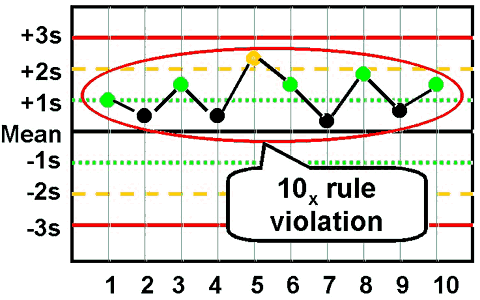 +3s
+2s
+1s
Mean
-1s
-2s
-3s
10x rule
violation
1 2 3 4 5 6 7 8 9 10